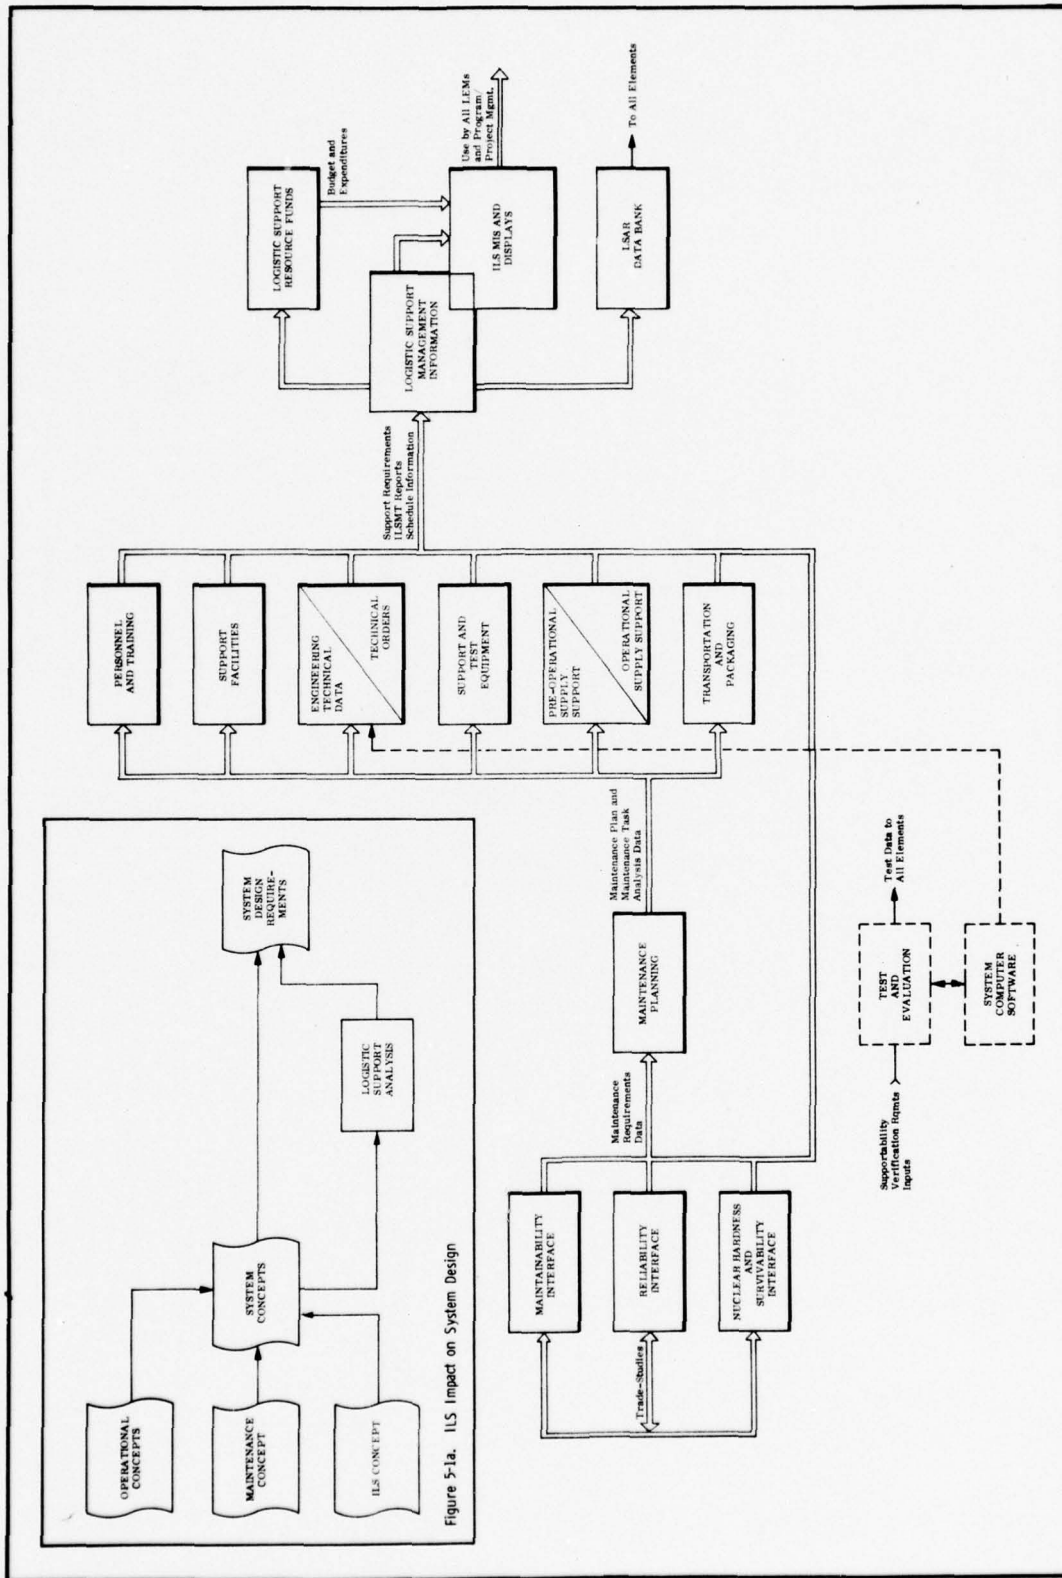 OPERATIONAL
CONCEPTS
MAINTENANCE
CONCEPT
ILS CONCEPT
SYSTEM
CONCEPTS
LOGISTIC
SUPPORT
ANALYSIS
SYSTEM
DESIGN
REQUIRE-
MENTS
Figure 5-1a. ILS Impact on System Design
Trade-Studies
MAINTAINABILITY
INTERFACE
RELIABILITY
INTERFACE
NUCLEAR HARDNESS
AND
SURVIVABILITY
INTERFACE
Maintenance
Requirements
Data
MAINTENANCE
PLANNING
Maintenance Plan and
Maintenance Task
Analysis Data
PERSONNEL
AND TRAINING
SUPPORT
FACILITIES
ENGINEERING
TECHNICAL
DATA
TECHNICAL
ORDERS
SUPPORT AND
TEST
EQUIPMENT
PRE-OPERATIONAL
SUPPLY
SUPPORT
OPERATIONAL
SUPPLY SUPPORT
TRANSPORTATION
AND
PACKAGING
Supportability
Verification Rqmts
Inputs
TEST
AND
EVALUATION
Test Data to
All Elements
SYSTEM
COMPUTER
SOFTWARE
Support Requirements
ILSMT Reports
Schedule Information
LOGISTIC SUPPORT
MANAGEMENT
INFORMATION
LOGISTIC SUPPORT
RESOURCE FUNDS
Budget and
Expenditures
ILS MIS AND
DISPLAYS
Use by All LEMs
and Program/
Project Mgmt.
LSAR
DATA BANK
To All Elements